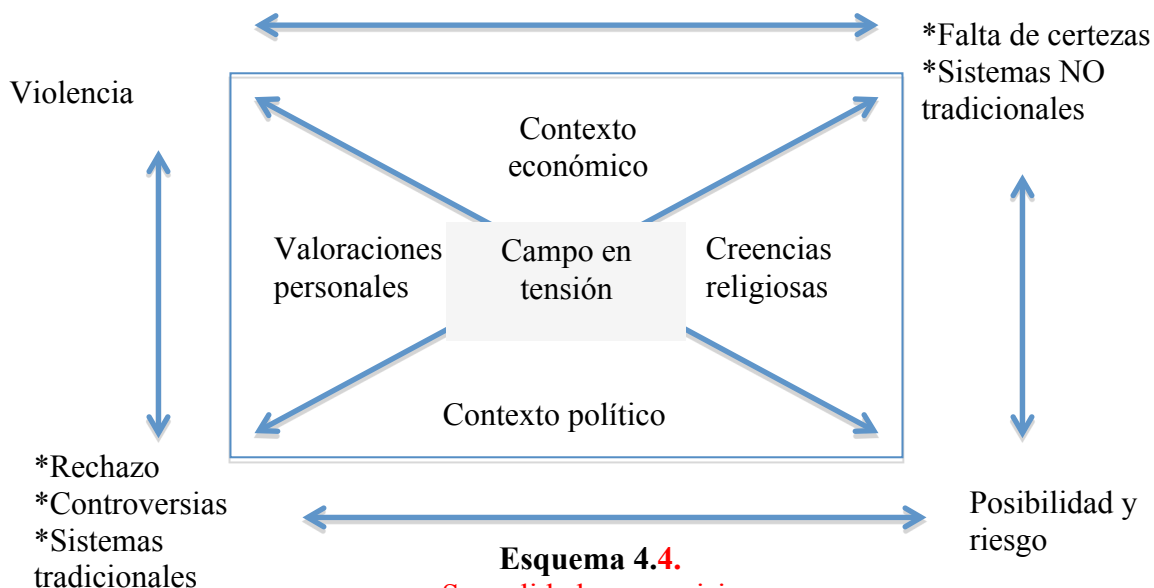 *Falta de certezas
*Sistemas NO
tradicionales
Violencia
Contexto
económico
Valoraciones
personales
Campo en
tensión
Creencias
religiosas
Contexto político
*Rechazo
*Controversias
*Sistemas
tradicionales
Posibilidad y
riesgo
Esquema 4.4.